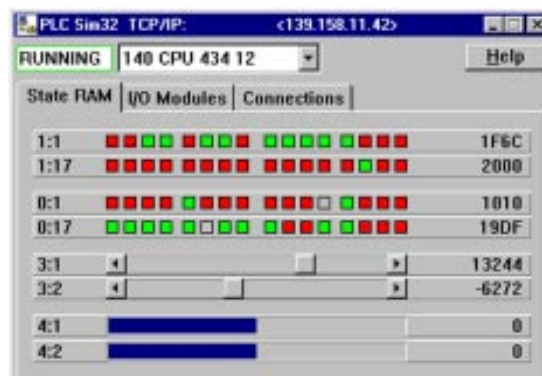 PLC Sim32 TCP/IP: <139.158.11.42>
RUNNING 140 CPU 434 12 Help
State RAM I/O Modules Connections
1:1 1F6C
1:17 2000
0:1 1010
0:17 19DF
3:1 13244
3:2 -6272
4:1 0
4:2 0